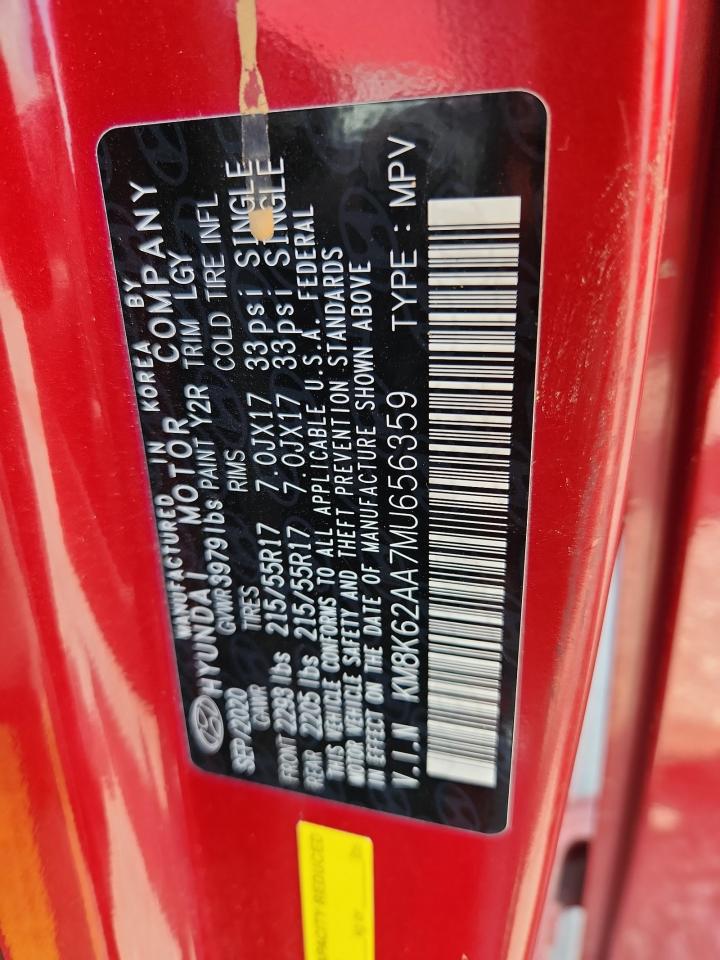 MANUFACTURED IN KOREA BY
HYUNDAI MOTOR COMPANY
SEP/2020 GVWR 3979 lbs PAINT Y2R TRIM LGY
GAWR TIRES RIMS COLD TIRE INFL
FRONT 2293 lbs 215/55R17 7.0JX17 33psi SINGLE
REAR 2205 lbs 215/55R17 7.0JX17 33psi SINGLE
THIS VEHICLE CONFORMS TO ALL APPLICABLE U.S.A. FEDERAL
MOTOR VEHICLE SAFETY AND THEFT PREVENTION STANDARDS
IN EFFECT ON THE DATE OF MANUFACTURE SHOWN ABOVE
V.I.N KM8K62AA7MU656359 TYPE : MPV
CAPACITY REDUCED